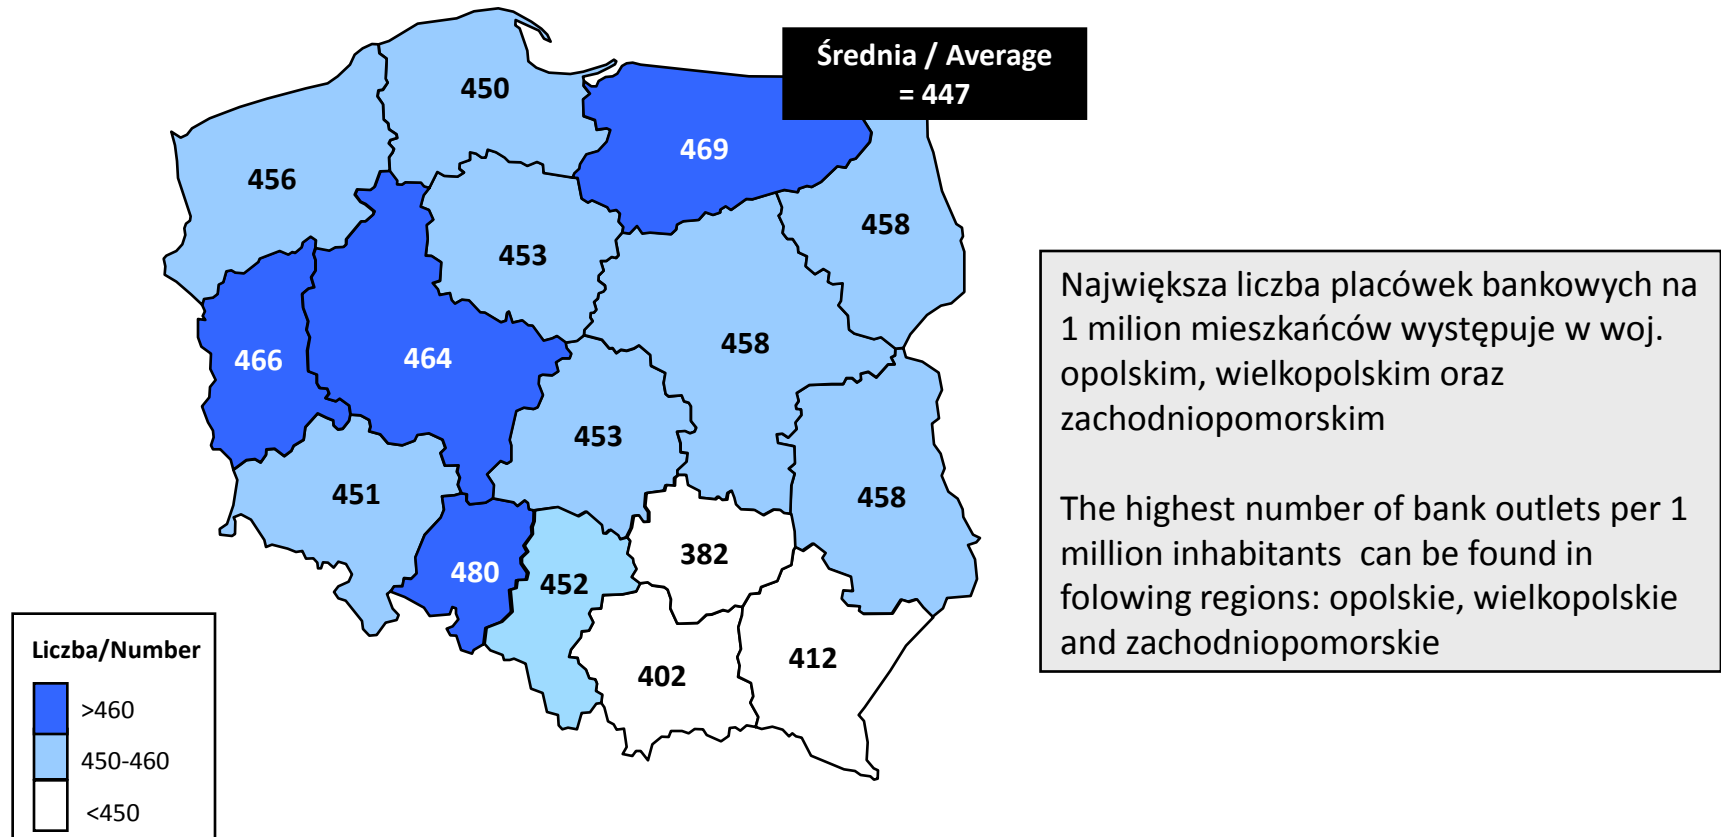 Średnia / Average
= 447
450
469
456
458
453
458
466
464
453
451
458
382
480
452
412
402
Największa liczba placówek bankowych na
1 milion mieszkańców występuje w woj.
opolskim, wielkopolskim oraz
zachodniopomorskim
The highest number of bank outlets per 1
million inhabitants can be found in
folowing regions: opolskie, wielkopolskie
and zachodniopomorskie
Liczba/Number
>460
450-460
<450